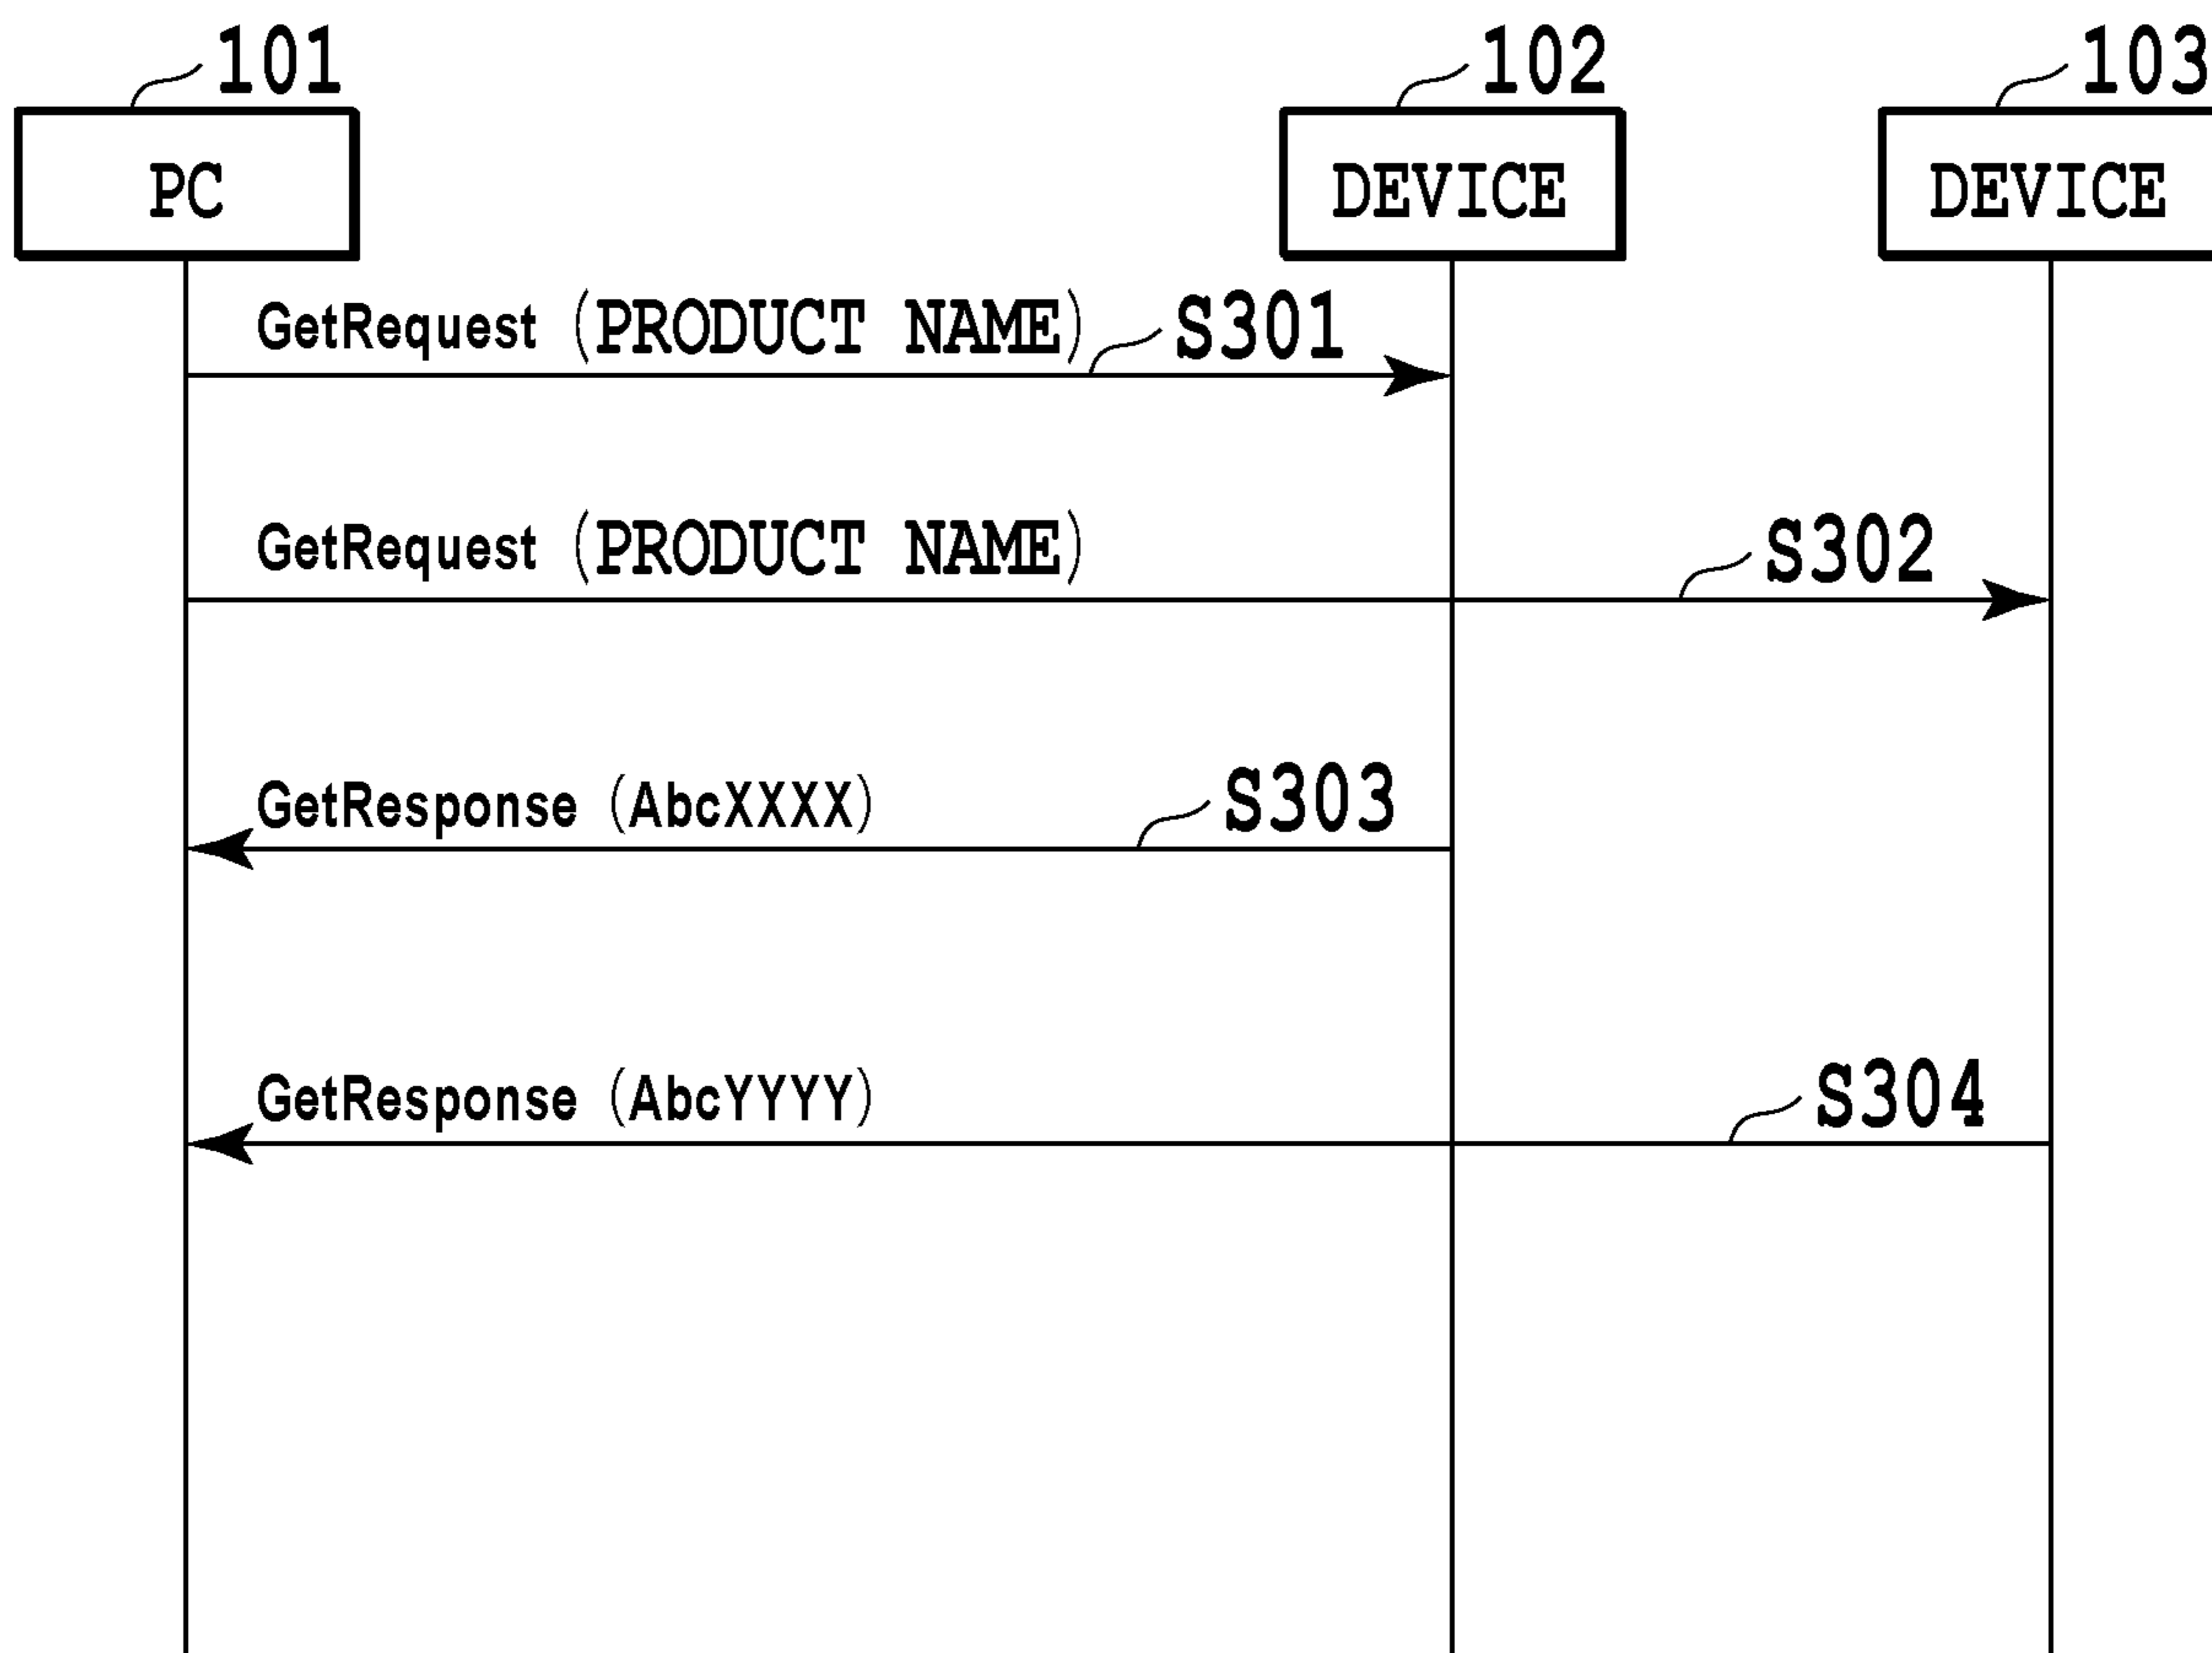 101 102 103
PC DEVICE DEVICE
GetRequest (PRODUCT NAME) S301
GetRequest (PRODUCT NAME) S302
GetResponse (AbcXXXX) S303
GetResponse (AbcYYYY) S304